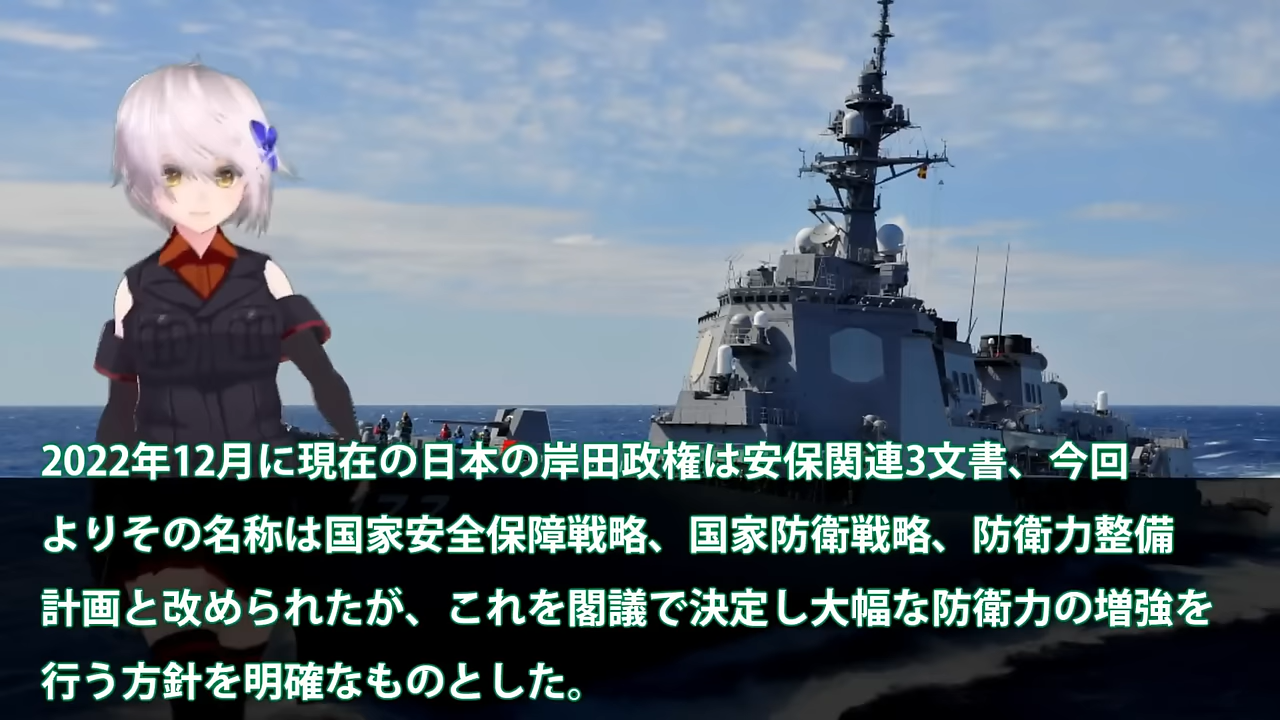 2022年12月に現在の日本の岸田政権は安保関連3文書、今回
よりその名称は国家安全保障戦略、国家防衛戦略、防衛力整備
計画と改められたが、これを閣議で決定し大幅な防衛力の増強を
行う方針を明確なものとした。